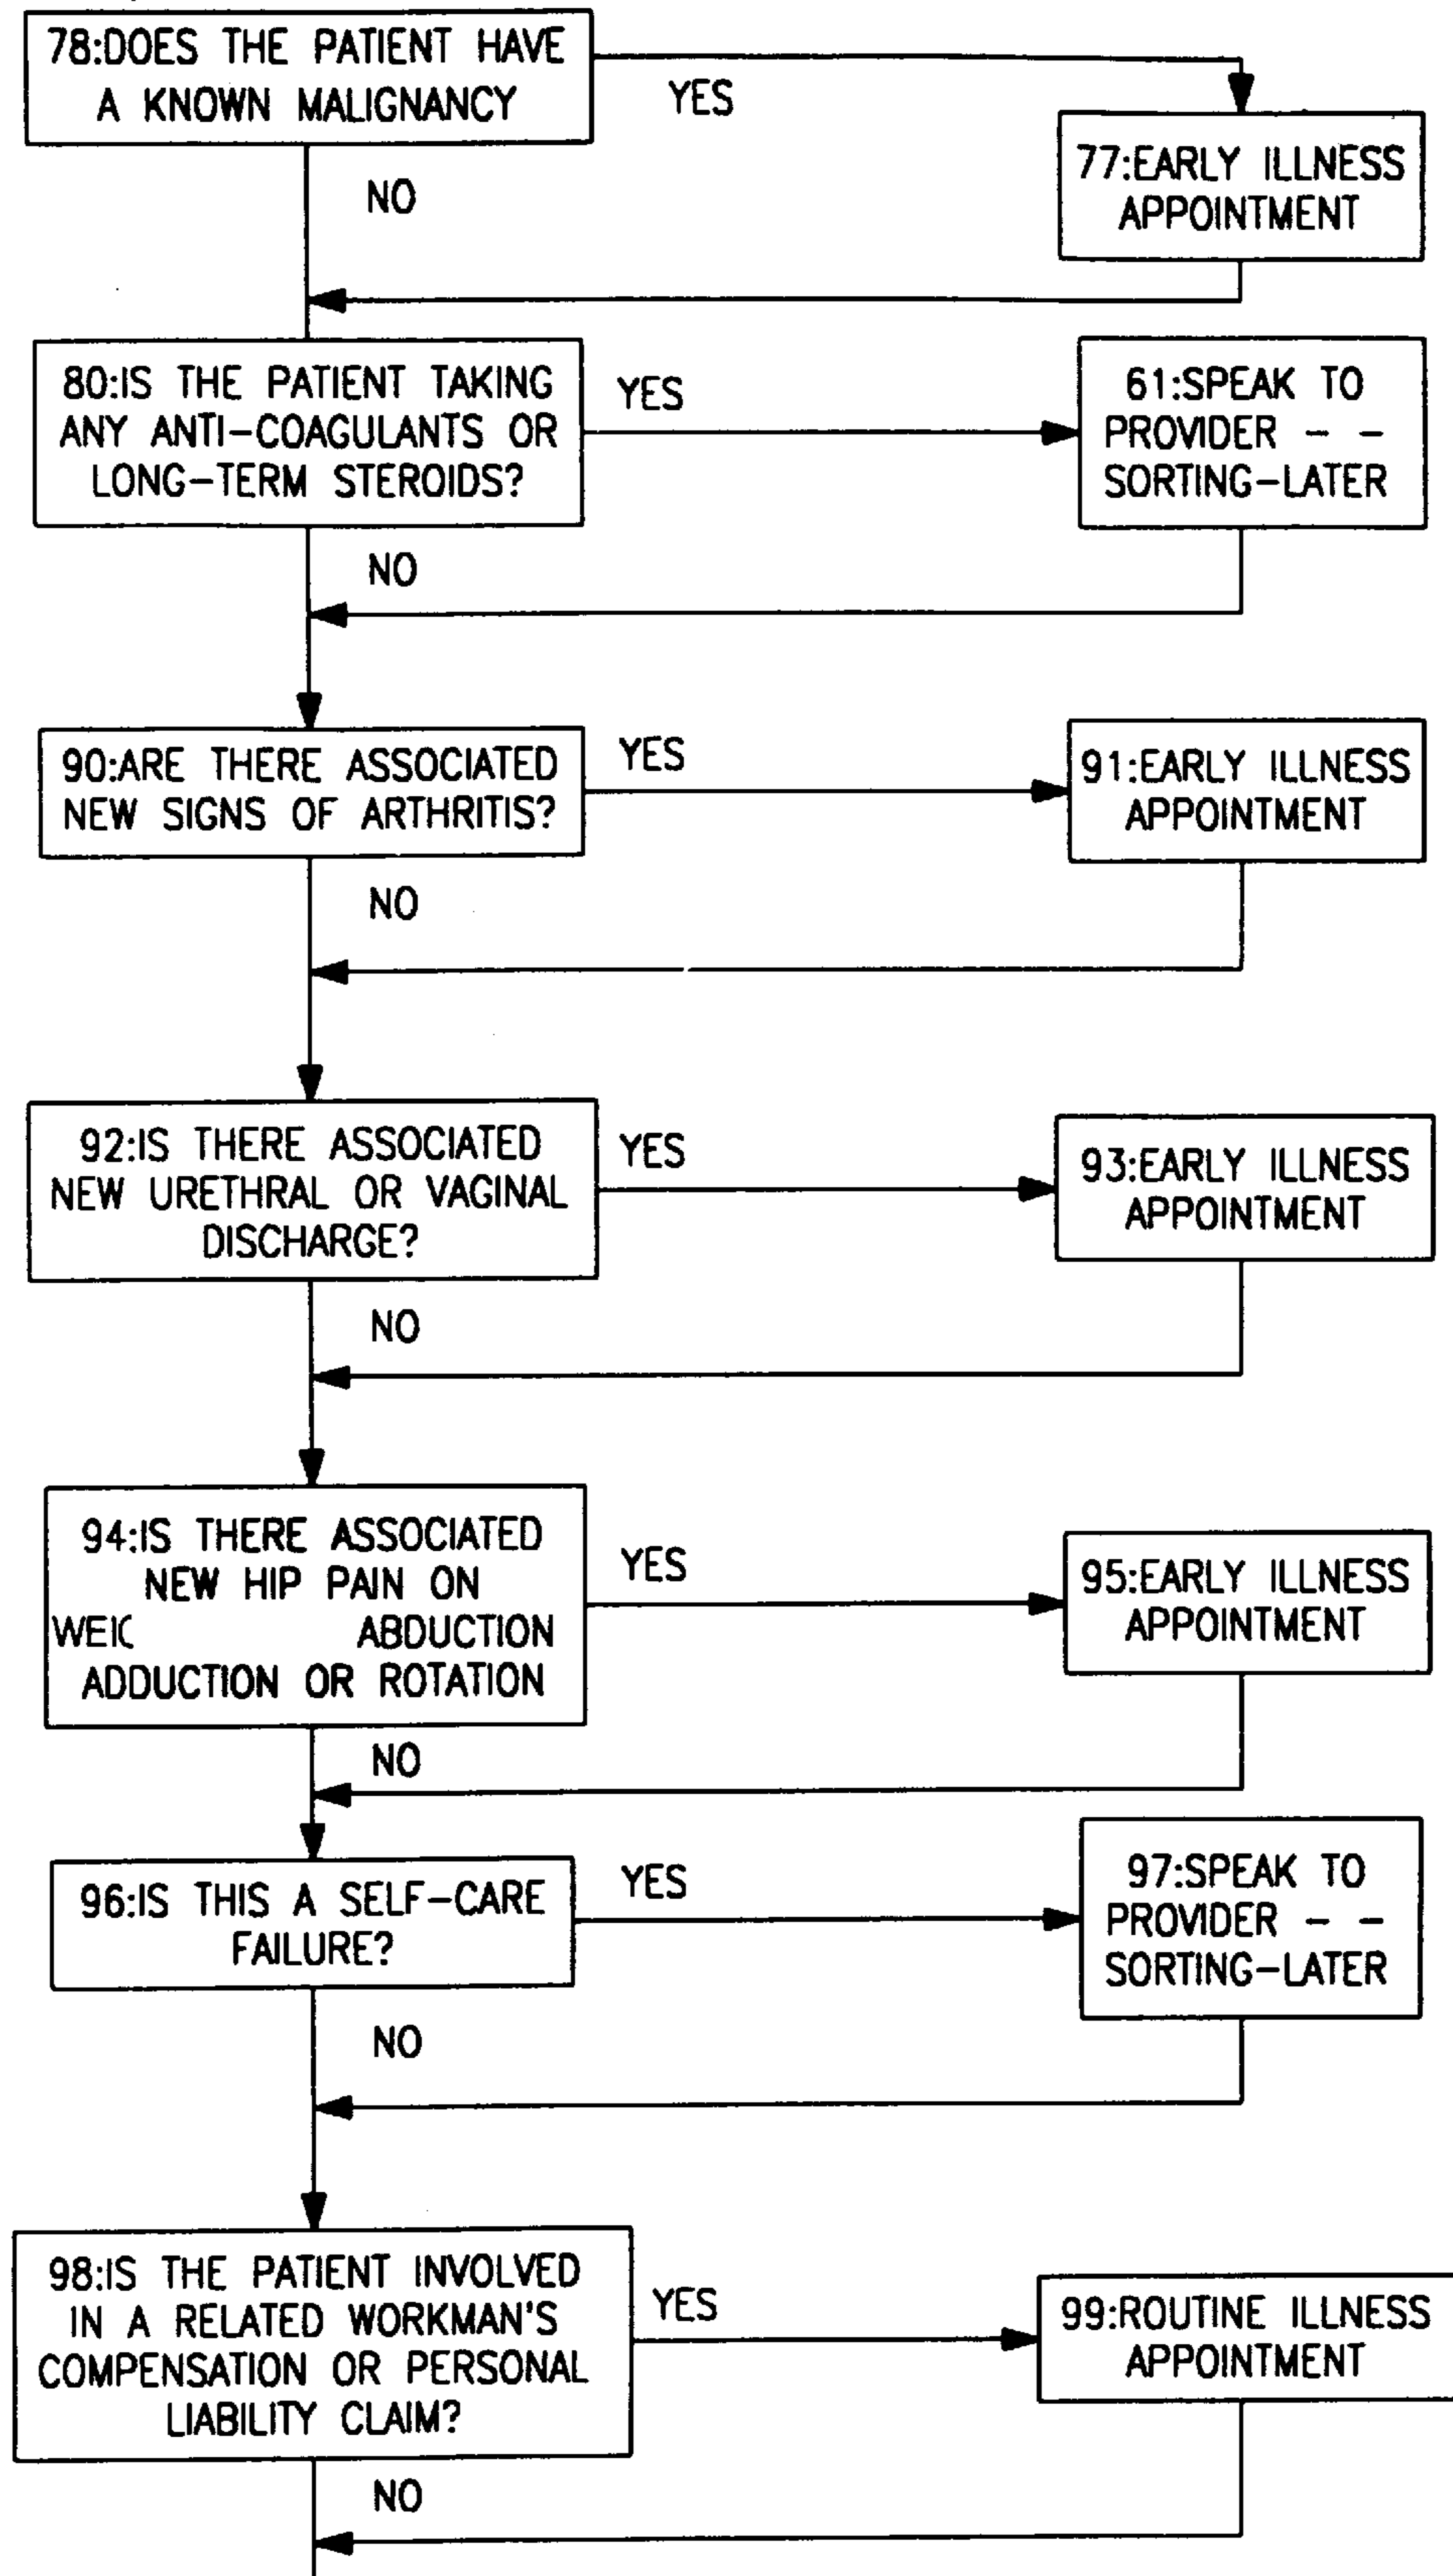 78:DOES THE PATIENT HAVE
A KNOWN MALIGNANCY
YES
77:EARLY ILLNESS
APPOINTMENT
NO
80:IS THE PATIENT TAKING
ANY ANTI-COAGULANTS OR
LONG-TERM STEROIDS?
YES
61:SPEAK TO
PROVIDER - -
SORTING-LATER
NO
90:ARE THERE ASSOCIATED
NEW SIGNS OF ARTHRITIS?
YES
91:EARLY ILLNESS
APPOINTMENT
NO
92:IS THERE ASSOCIATED
NEW URETHRAL OR VAGINAL
DISCHARGE?
YES
93:EARLY ILLNESS
APPOINTMENT
NO
94:IS THERE ASSOCIATED
NEW HIP PAIN ON
ABDUCTION
ADDUCTION OR ROTATION
YES
95:EARLY ILLNESS
APPOINTMENT
NO
96:IS THIS A SELF-CARE
FAILURE?
YES
97:SPEAK TO
PROVIDER - -
SORTING-LATER
NO
98:IS THE PATIENT INVOLVED
IN A RELATED WORKMAN'S
COMPENSATION OR PERSONAL
LIABILITY CLAIM?
YES
99:ROUTINE ILLNESS
APPOINTMENT
NO